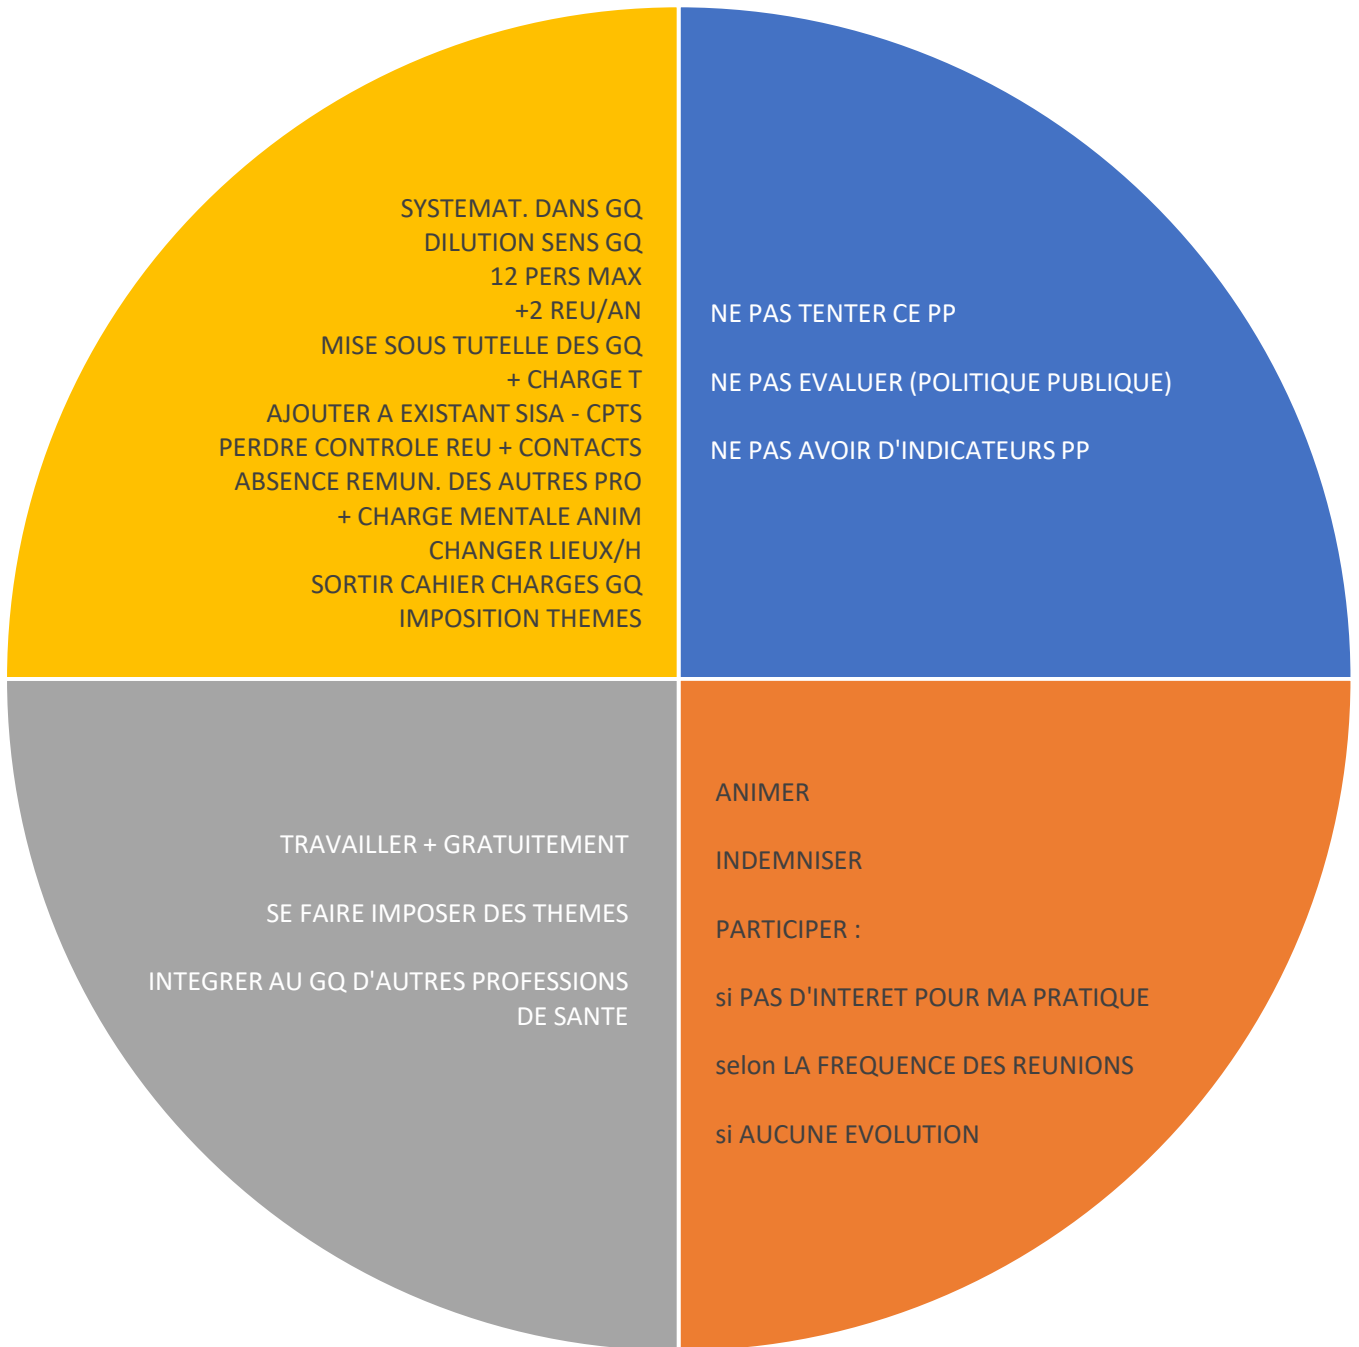 SYSTEMAT. DANS GQ
DILUTION SENS GQ
12 PERS MAX
+2 REU/AN
MISE SOUS TUTELLE DES GQ
+ CHARGE T
AJOUTER A EXISTANT SISA - CPTS
PERDRE CONTROLE REU + CONTACTS
ABSENCE REMUN. DES AUTRES PRO
+ CHARGE MENTALE ANIM
CHANGER LIEUX/H
SORTIR CAHIER CHARGES GQ
IMPOSITION THEMES
NE PAS TENTER CE PP
NE PAS EVALUER (POLITIQUE PUBLIQUE)
NE PAS AVOIR D'INDICATEURS PP
TRAVAILLER + GRATUITEMENT
SE FAIRE IMPOSER DES THEMES
INTEGRER AU GQ D'AUTRES PROFESSIONS
DE SANTE
ANIMER
INDEMNISER
PARTICIPER :
si PAS D'INTERET POUR MA PRATIQUE
selon LA FREQUENCE DES REUNIONS
si AUCUNE EVOLUTION